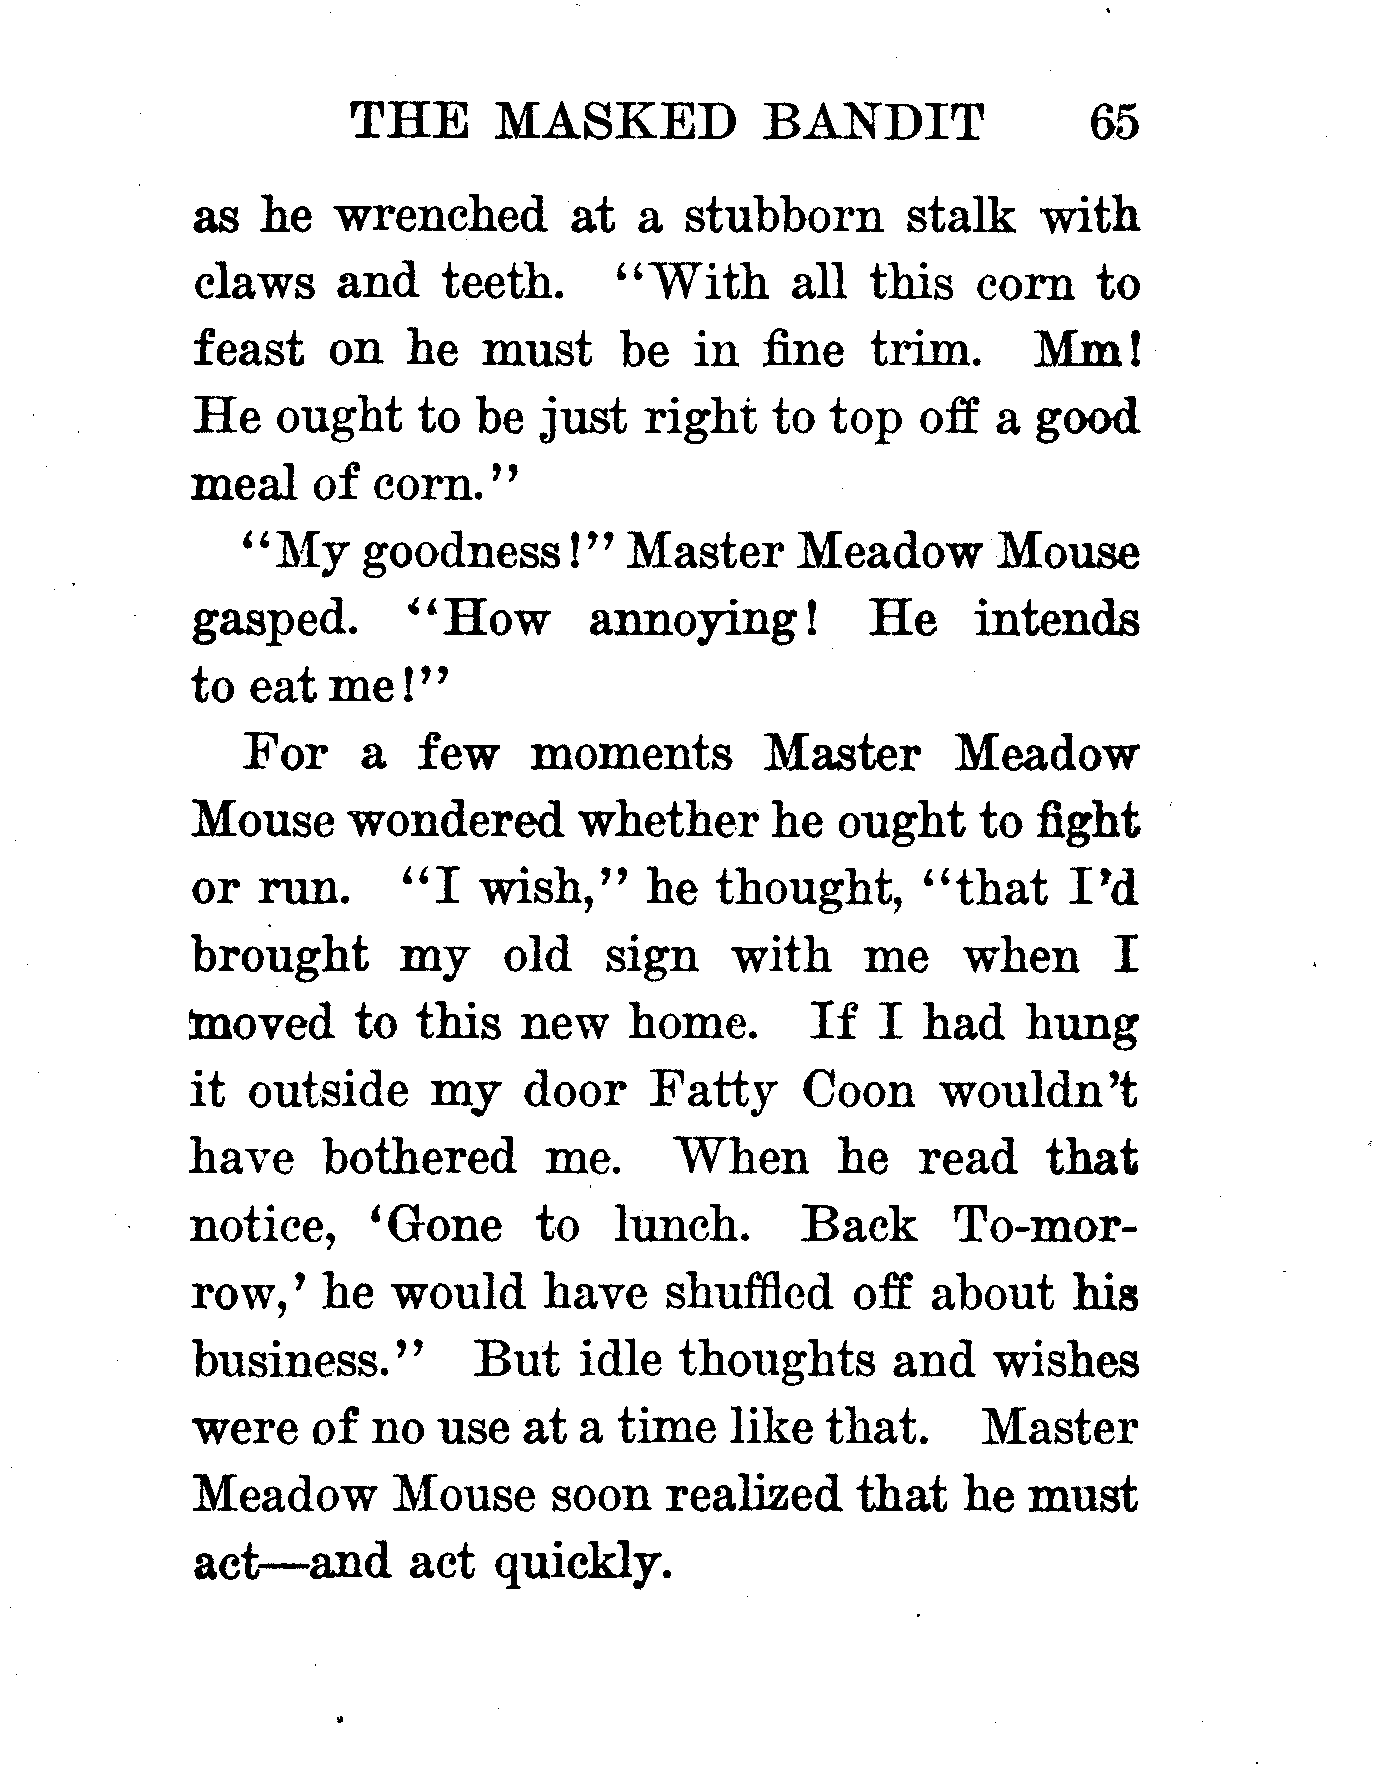 THE MASKED BANDIT 65
as he wrenched at a stubborn stalk with
claws and teeth. "With all this corn to
feast on he must be in fine trim. Mm!
He ought to be just right to top off a good
meal of corn."
"My goodness!" Master Meadow Mouse
gasped. "How annoying! He intends
to eat me!"
For a few moments Master Meadow
Mouse wondered whether he ought to fight
or run. "I wish," he thought, "that I'd
brought my old sign with me when I
moved to this new home. If I had hung
it outside my door Fatty Coon wouldn't
have bothered me. When he read that
notice, 'Gone to lunch. Back To-mor-
row,' he would have shuffled off about his
business." But idle thoughts and wishes
were of no use at a time like that. Master
Meadow Mouse soon realized that he must
act—and act quickly.